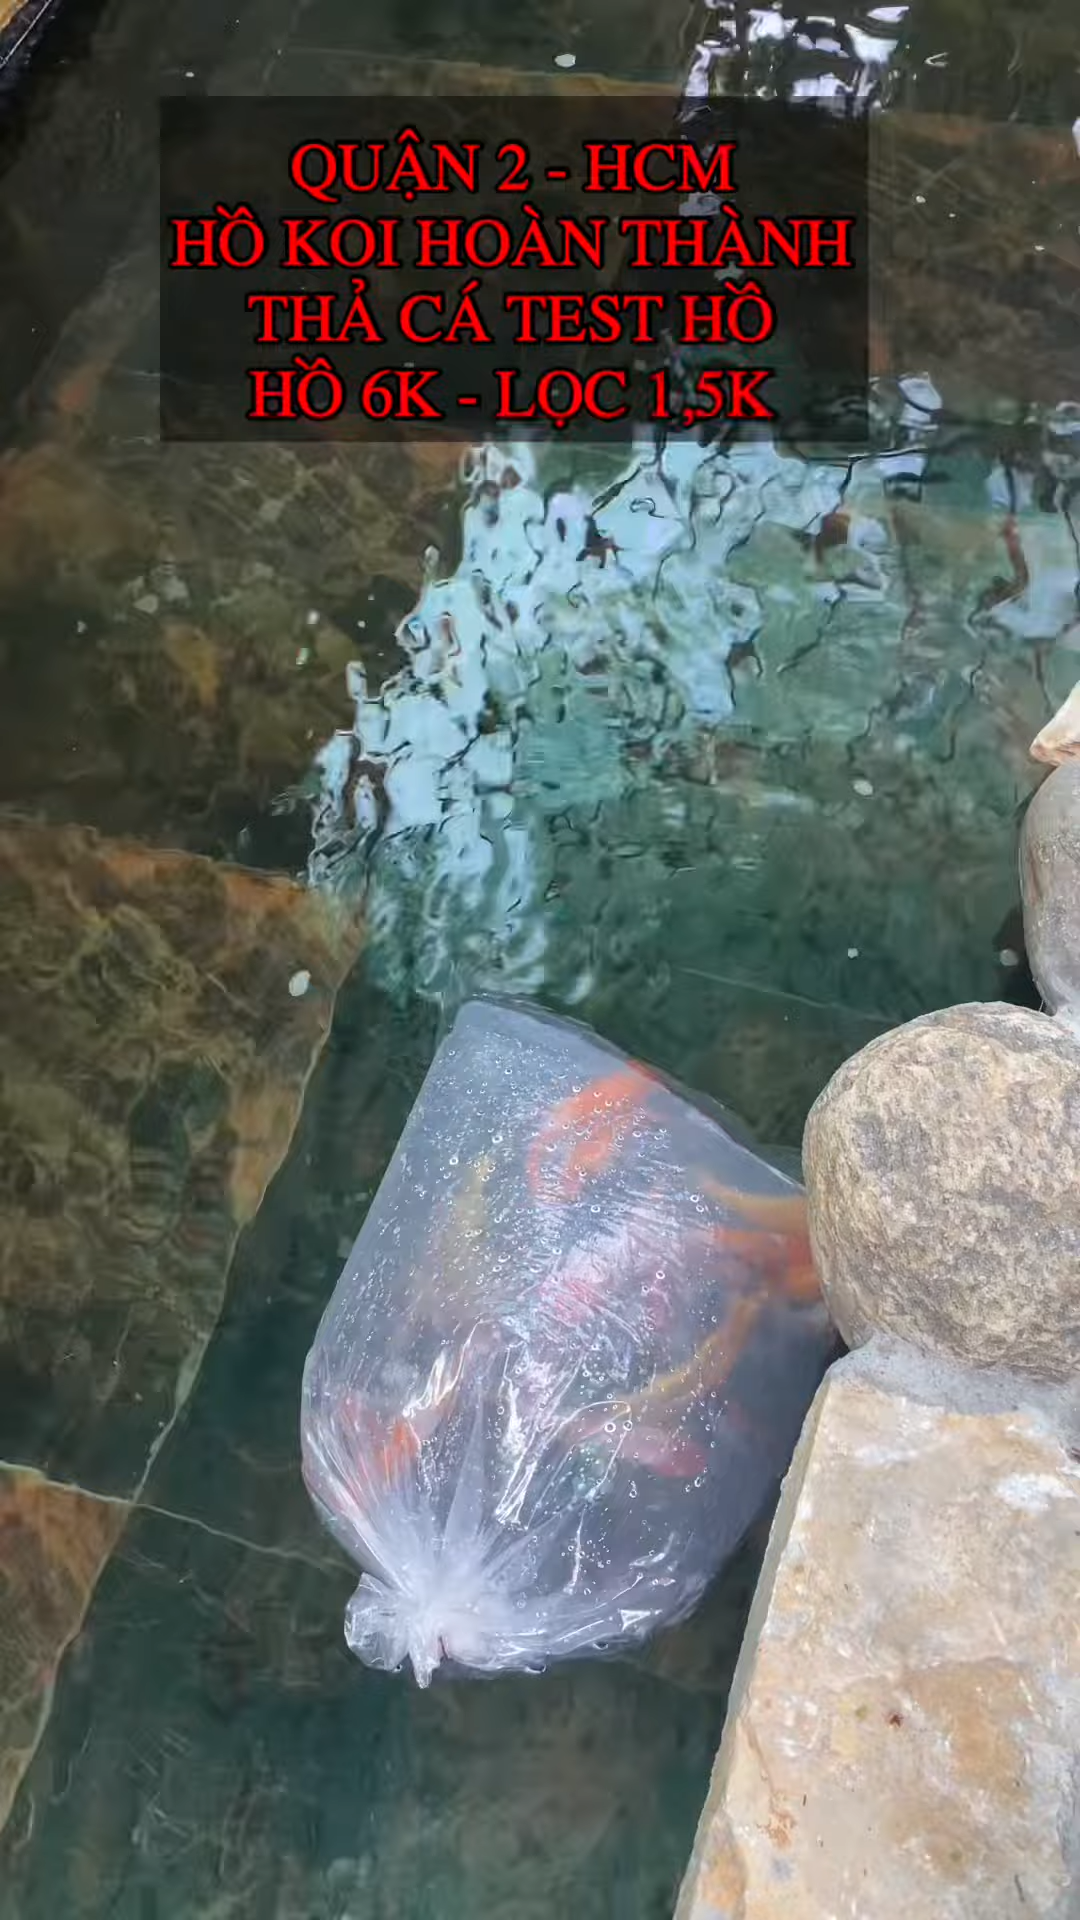 QUẬN 2 - HCM
HỒ KOI HOÀN THÀNH
THẢ CÁ TEST HỒ
HỒ 6K - LỌC 1,5K